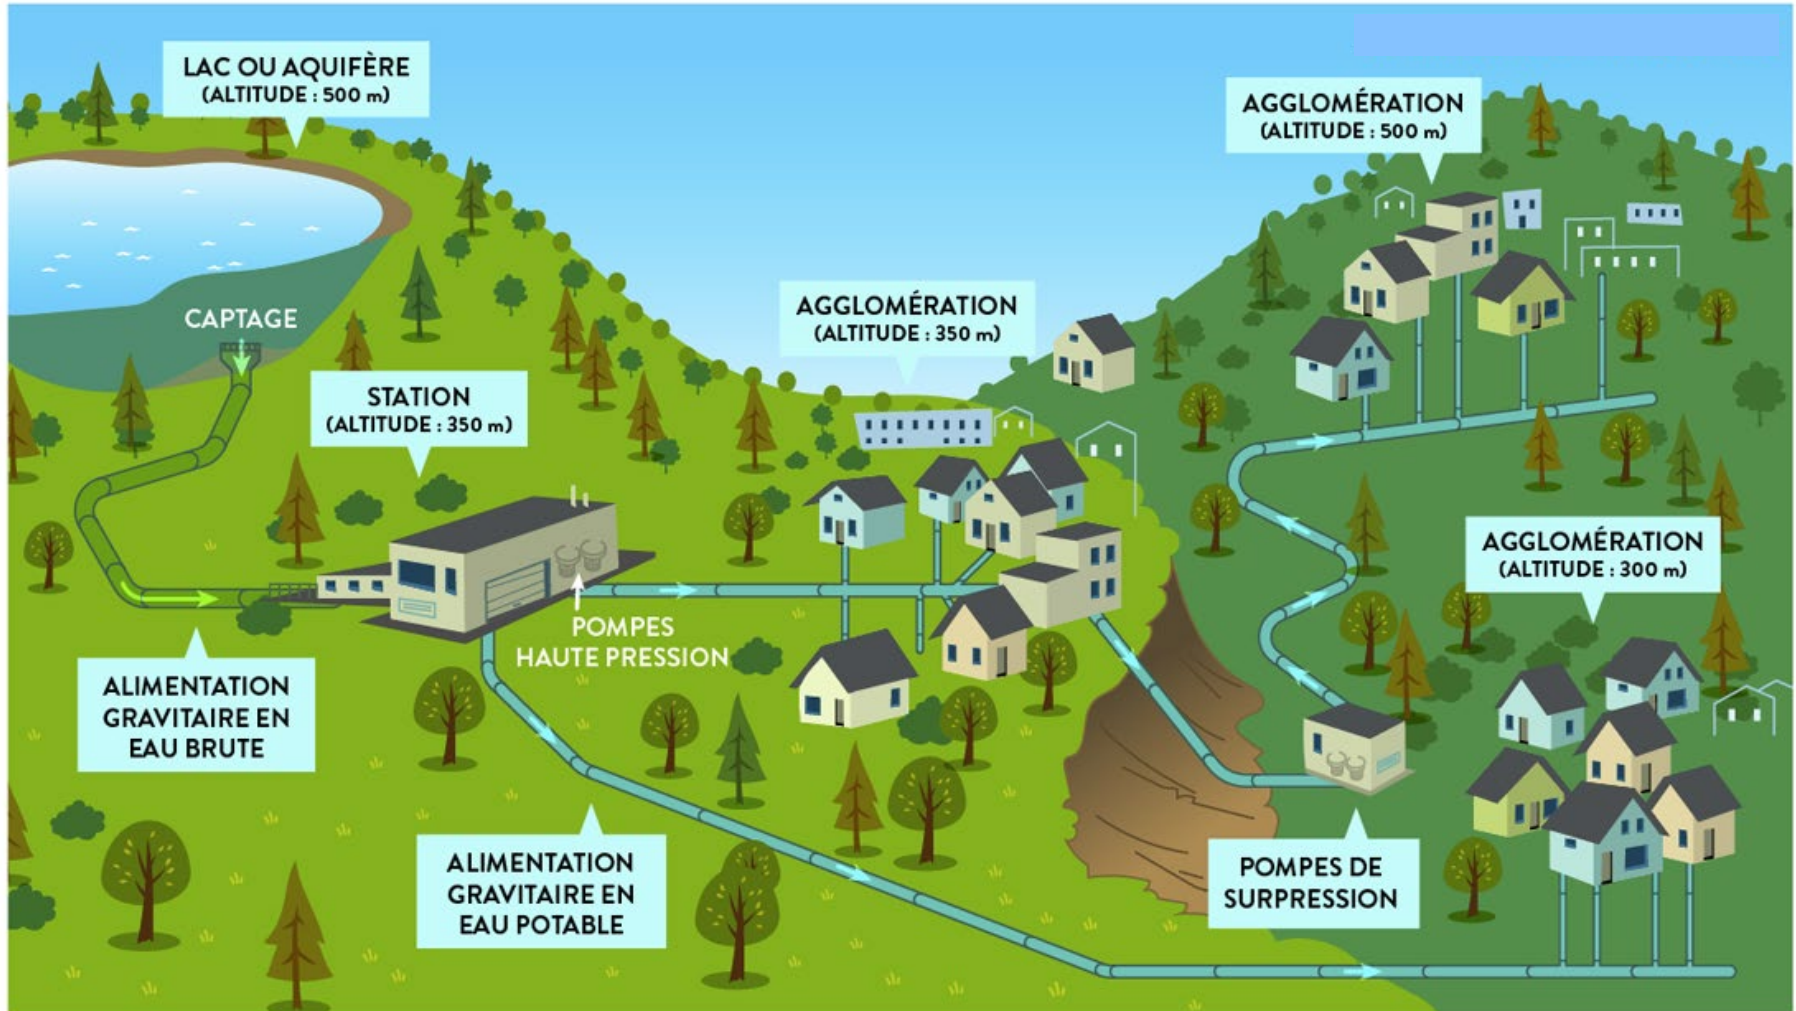 LAC OU AQUIFÈRE
(ALTITUDE : 500 m)
AGGLOMÉRATION
(ALTITUDE : 500 m)
CAPTAGE
AGGLOMÉRATION
(ALTITUDE : 350 m)
STATION
(ALTITUDE : 350 m)
AGGLOMÉRATION
(ALTITUDE : 300 m)
POMPES
HAUTE PRESSION
ALIMENTATION
GRAVITAIRE EN
EAU BRUTE
ALIMENTATION
GRAVITAIRE EN
EAU POTABLE
POMPES DE
SURPRESSION